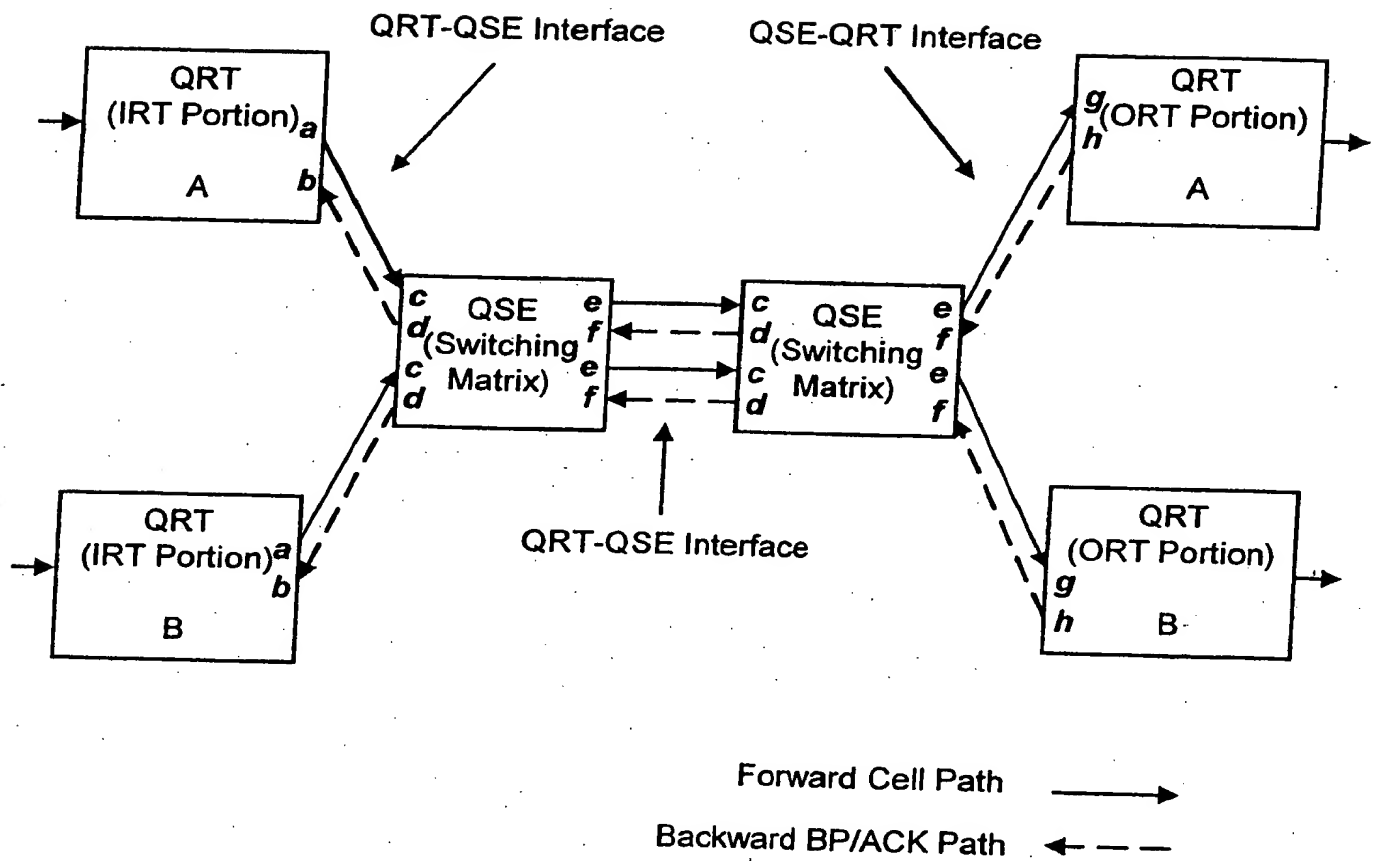 QRT-QSE Interface
QSE-QRT Interface
QRT
(IRT Portion)
a
b
A
QRT
g
(ORT Portion)
h
A
c
QSE
e
d
(Switching
f
c
Matrix)
e
d
f
c
QSE
e
d
(Switching
f
c
Matrix)
e
d
f
QRT-QSE Interface
QRT
(IRT Portion)
a
b
B
QRT
(ORT Portion)
g
h
B
Forward Cell Path
Backward BP/ACK Path